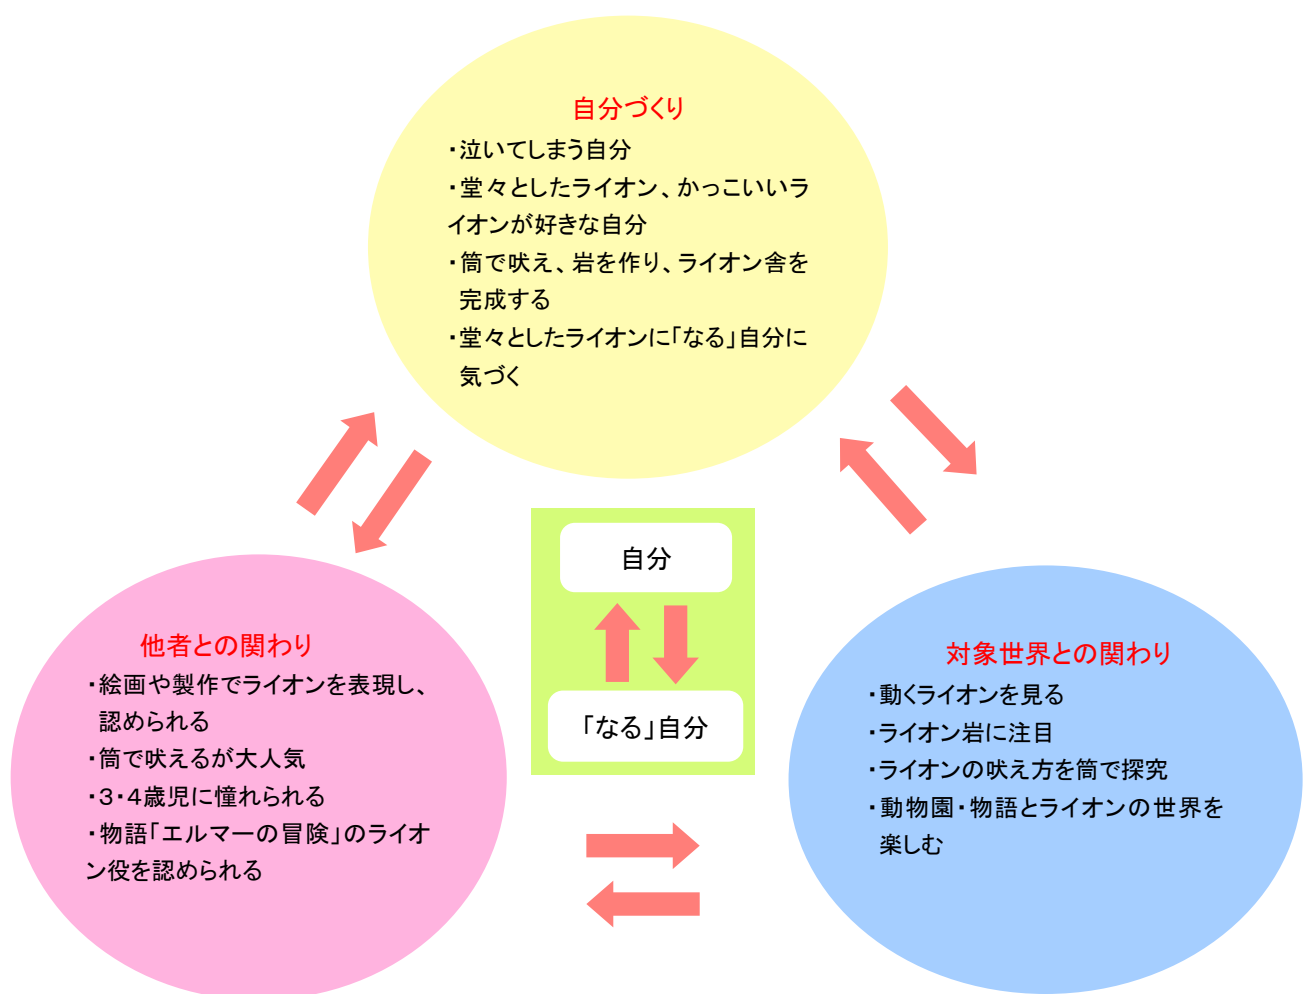 自分づくり
・泣いてしまう自分
・堂々としたライオン、かっこいいラ
イオンが好きな自分
・筒で吠え、岩を作り、ライオン舎を
完成する
・堂々としたライオンに「なる」自分に
気づく
自分
「なる」自分
他者との関わり
・絵画や製作でライオンを表現し、
認められる
・筒で吠えるが大人気
・3・4歳児に憧れられる
・物語「エルマーの冒険」のライオ
ン役を認められる
対象世界との関わり
・動くライオンを見る
・ライオン岩に注目
・ライオンの吠え方を筒で探究
・動物園・物語とライオンの世界を
楽しむ